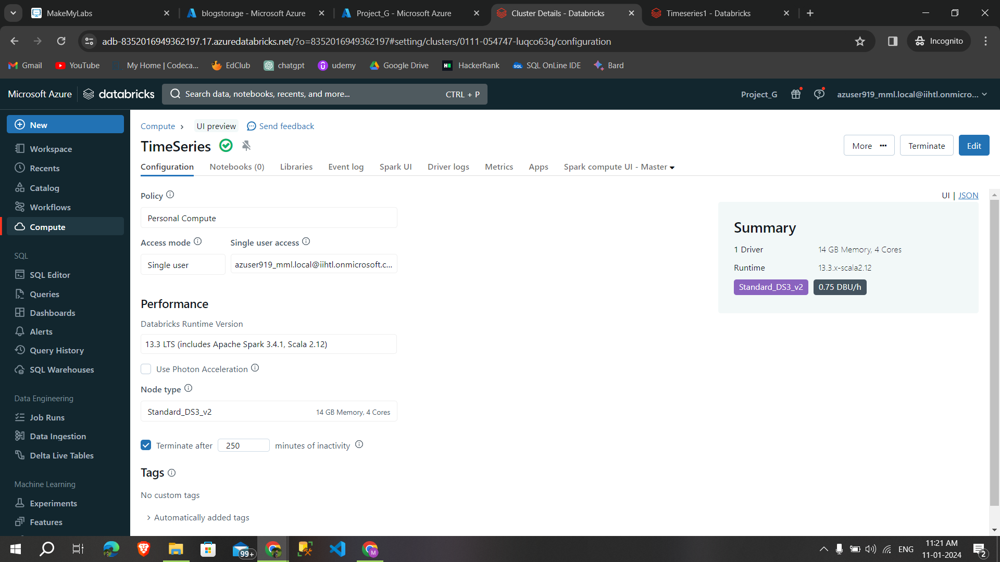 MakeMyLabs
blogstorage - Microsoft Azure
Project_G - Microsoft Azure
Cluster Details - Databricks
Timeseries1 - Databricks
adb-8352016949362197.17.azuredatabricks.net/?o=8352016949362197#setting/clusters/0111-054747-luqco63q/configuration
Incognito
Gmail
YouTube
My Home | Codeca...
EdClub
chatgpt
udemy
Google Drive
HackerRank
SQL OnLine IDE
Bard
Microsoft Azure
databricks
Search data, notebooks, recents, and more...
CTRL + P
Project_G
azuser919_mml.local@iihtl.onmicro...
New
Workspace
Recents
Catalog
Workflows
Compute
SQL
SQL Editor
Queries
Dashboards
Alerts
Query History
SQL Warehouses
Data Engineering
Job Runs
Data Ingestion
Delta Live Tables
Machine Learning
Experiments
Features
Compute
UI preview
Send feedback
TimeSeries
More
Terminate
Edit
Configuration
Notebooks (0)
Libraries
Event log
Spark UI
Driver logs
Metrics
Apps
Spark compute UI - Master
UI | JSON
Policy
Personal Compute
Access mode
Single user access
Single user
azuser919_mml.local@iihtl.onmicrosoft.c...
Performance
Databricks Runtime Version
13.3 LTS (includes Apache Spark 3.4.1, Scala 2.12)
Use Photon Acceleration
Node type
Standard_DS3_v2
14 GB Memory, 4 Cores
Terminate after 250 minutes of inactivity
Tags
No custom tags
Automatically added tags
Summary
1 Driver
14 GB Memory, 4 Cores
Runtime
13.3.x-scala2.12
Standard_DS3_v2
0.75 DBU/h
99+
M
ENG
11:21 AM
11-01-2024
2